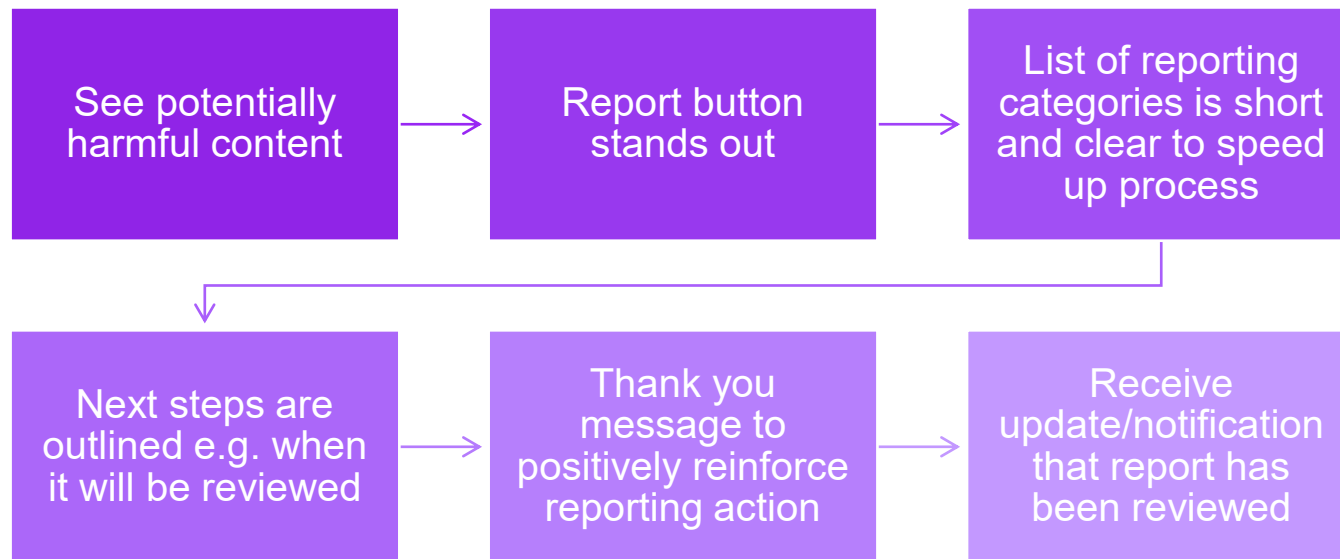 See potentially
harmful content
Report button
stands out
List of reporting
categories is short
and clear to speed
up process
Next steps are
outlined e.g. when
it will be reviewed
Thank you
message to
positively reinforce
reporting action
Receive
update/notification
that report has
been reviewed